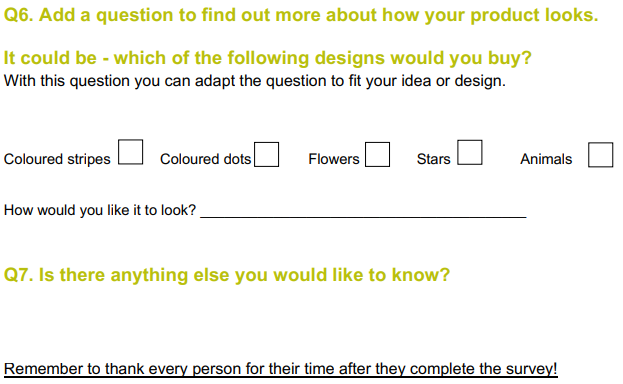 Q6. Add a question to find out more about how your product looks.
It could be - which of the following designs would you buy?
With this question you can adapt the question to fit your idea or design.
Coloured stripes Coloured dots Flowers Stars Animals
How would you like it to look?
Q7. Is there anything else you would like to know?
Remember to thank every person for their time after they complete the survey!